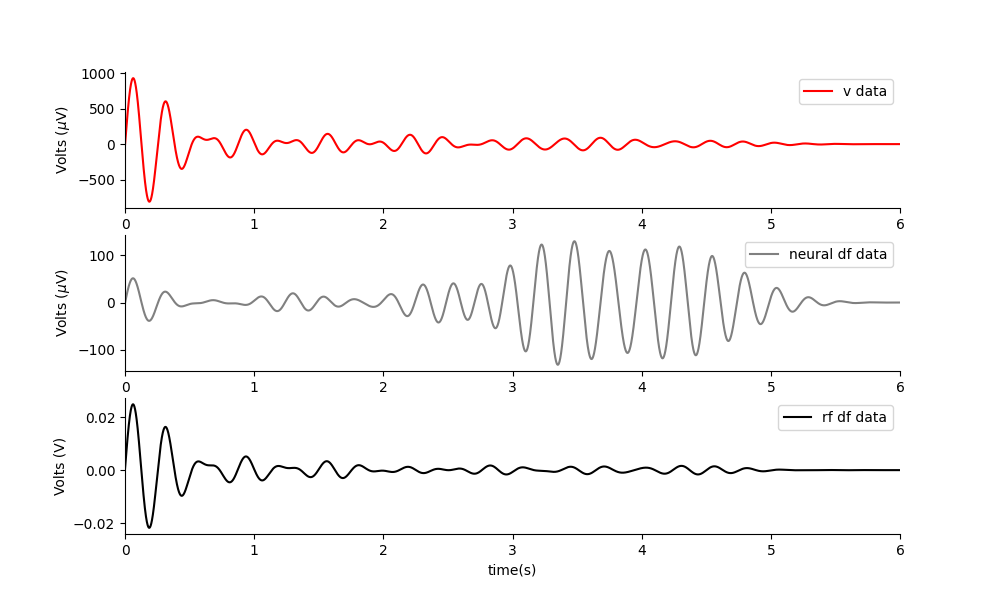 1000
500
0
−500
Volts (μV)
v data
0 1 2 3 4 5 6
100
0
−100
Volts (μV)
neural df data
0 1 2 3 4 5 6
0.02
0.00
−0.02
Volts (V)
rf df data
0 1 2 3 4 5 6
time(s)